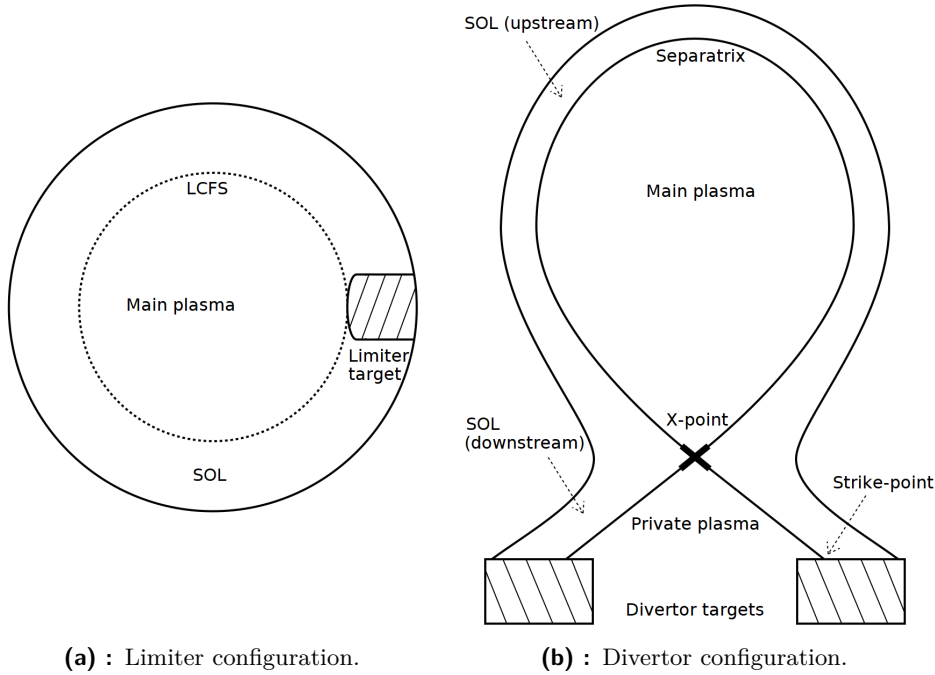 LCFS
Main plasma
Limiter
target
SOL
(a) : Limiter configuration.
SOL (upstream)
Separatrix
Main plasma
X-point
SOL
(downstream)
Strike-point
Private plasma
Divertor targets
(b) : Divertor configuration.